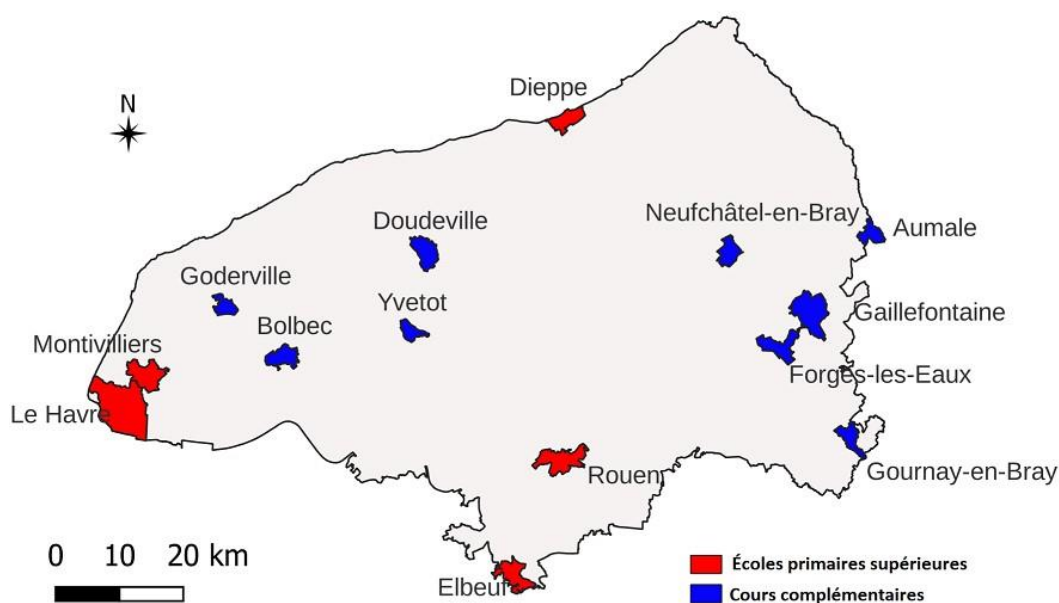 Dieppe
N
Neufchâtel-en-Bray
Doudeville
Aumale
Goderville
Yvetot
Gaillefontaine
Bolbec
Montivilliers
Forges-les-Eaux
Le Havre
Gournay-en-Bray
Rouen
0 10 20 km
Écoles primaires supérieures
Elbeuf
Cours complémentaires